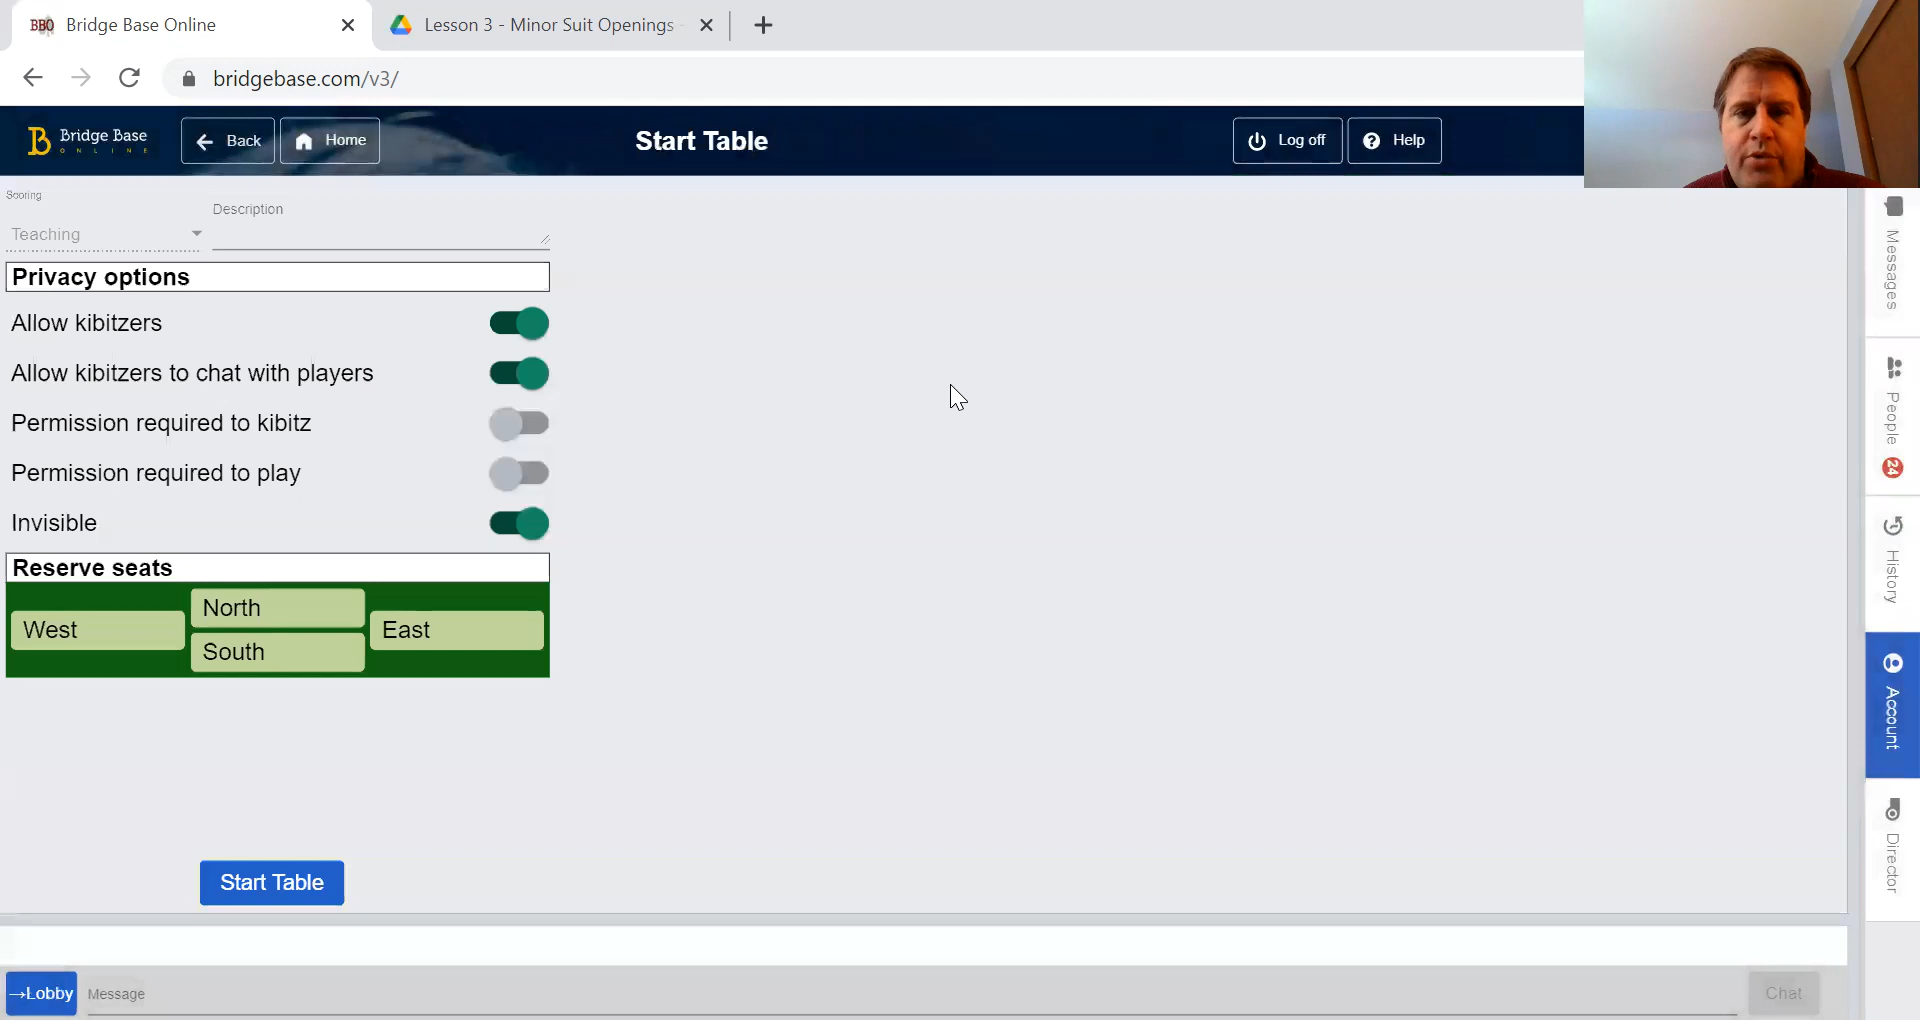 BBO Bridge Base Online
Lesson 3 - Minor Suit Openings
bridgebase.com/v3/
B Bridge Base
ONLINE
Back
Home
Start Table
Log off
Help
Scoring
Teaching
Description
Privacy options
Allow kibitzers
Allow kibitzers to chat with players
Permission required to kibitz
Permission required to play
Invisible
Reserve seats
North
West
East
South
Start Table
→Lobby
Message
Chat
Messages
People
24
History
Account
Director